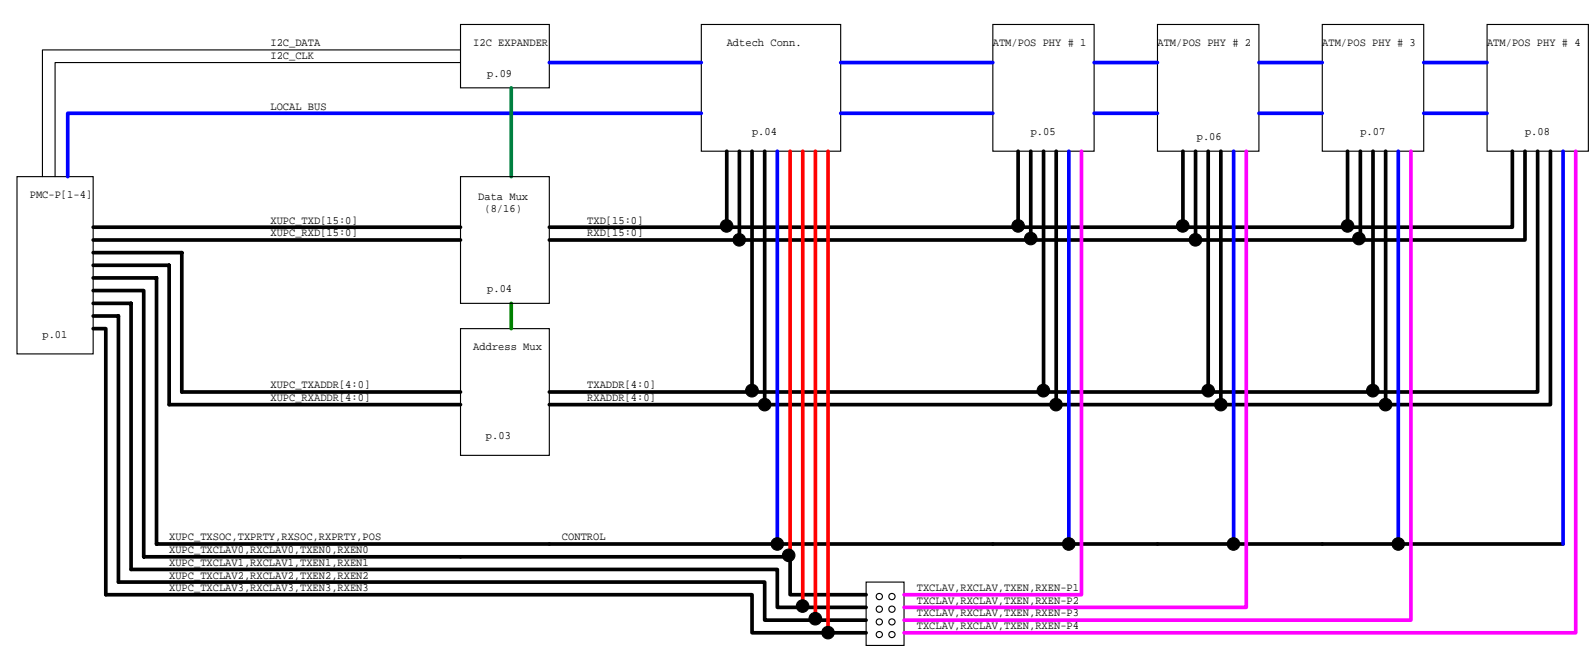 I2C_DATA
I2C_CLK
I2C EXPANDER
p.09
Adtech Conn.
p.04
ATM/POS PHY # 1
p.05
ATM/POS PHY # 2
p.06
ATM/POS PHY # 3
p.07
ATM/POS PHY # 4
p.08
LOCAL BUS
PMC-P[1-4]
p.01
XUPC_TXD[15:0]
XUPC_RXD[15:0]
Data Mux
(8/16)
p.04
TXD[15:0]
RXD[15:0]
Address Mux
p.03
XUPC_TXADDR[4:0]
XUPC_RXADDR[4:0]
TXADDR[4:0]
RXADDR[4:0]
XUPC_TXSOC,TXPRTY,RXSOC,RXPRTY,POS
CONTROL
XUPC_TXCLAV0,RXCLAV0,TXEN0,RXEN0
XUPC_TXCLAV1,RXCLAV1,TXEN1,RXEN1
XUPC_TXCLAV2,RXCLAV2,TXEN2,RXEN2
XUPC_TXCLAV3,RXCLAV3,TXEN3,RXEN3
TXCLAV,RXCLAV,TXEN,RXEN-P1
TXCLAV,RXCLAV,TXEN,RXEN-P2
TXCLAV,RXCLAV,TXEN,RXEN-P3
TXCLAV,RXCLAV,TXEN,RXEN-P4